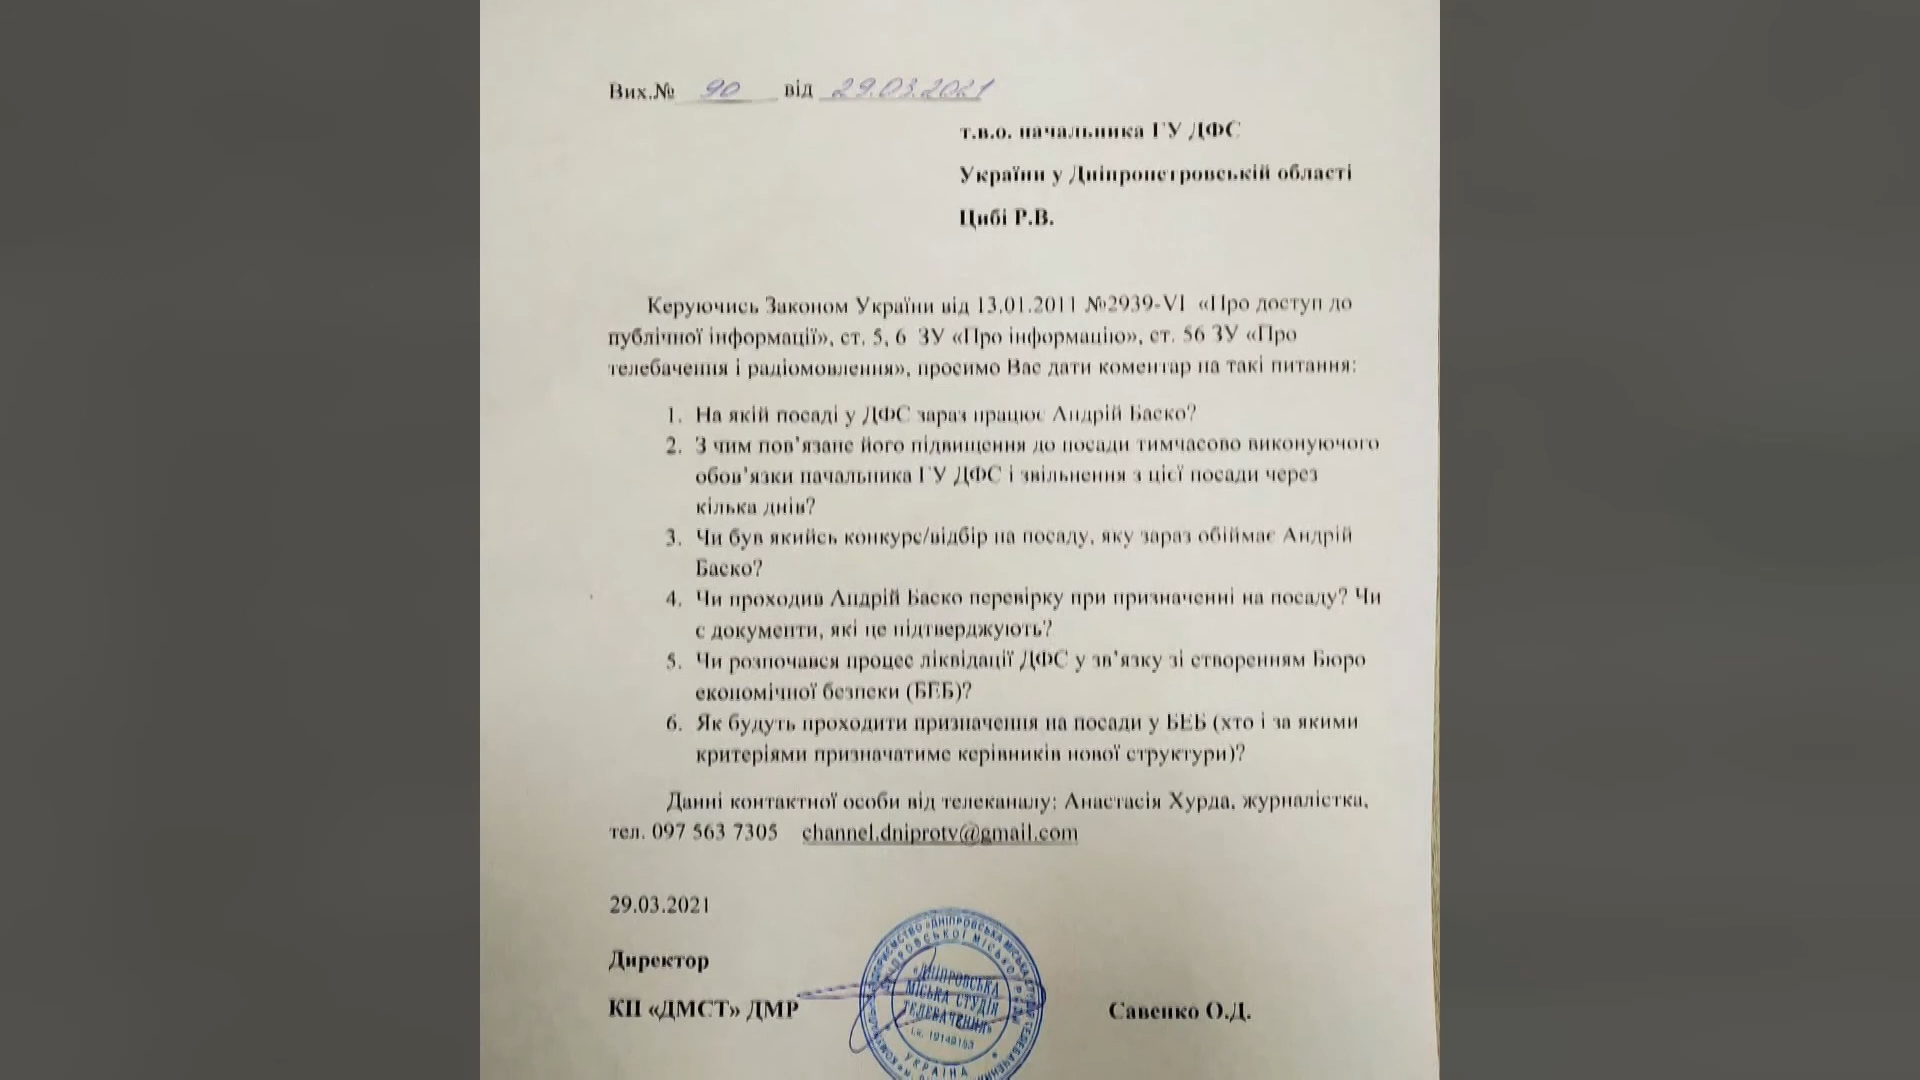 Вих.№ 90 від 29.03.2021
т.в.о. начальника ГУ ДФС
України у Дніпропетровській області
Цибі Р.В.
Керуючись Законом України від 13.01.2011 №2939-VI «Про доступ до
публічної інформації», ст. 5, 6 ЗУ «Про інформацію», ст. 56 ЗУ «Про
телебачення і радіомовлення», просимо Вас дати коментар на такі питання:
1. На якій посаді у ДФС зараз працює Андрій Баско?
2. З чим пов’язане його підвищення до посади тимчасово виконуючого
обов’язки начальника ГУ ДФС і звільнення з цієї посади через
кілька днів?
3. Чи був якийсь конкурс/відбір на посаду, яку зараз обіймає Андрій
Баско?
4. Чи проходив Андрій Баско перевірку при призначенні на посаду? Чи
є документи, які це підтверджують?
5. Чи розпочався процес ліквідації ДФС у зв’язку зі створенням Бюро
економічної безпеки (БЕБ)?
6. Як будуть проходити призначення на посади у БЕБ (хто і за якими
критеріями призначатиме керівників нової структури)?
Данні контактної особи від телеканалу: Анастасія Хурда, журналістка,
тел. 097 563 7305 channel.dniprotv@gmail.com
29.03.2021
Директор
КП «ДМСТ» ДМР Савенко О.Д.
«ДНІПРОВСЬКА
МІСЬКА СТУДІЯ
ТЕЛЕБАЧЕННЯ»
УКРАЇНА